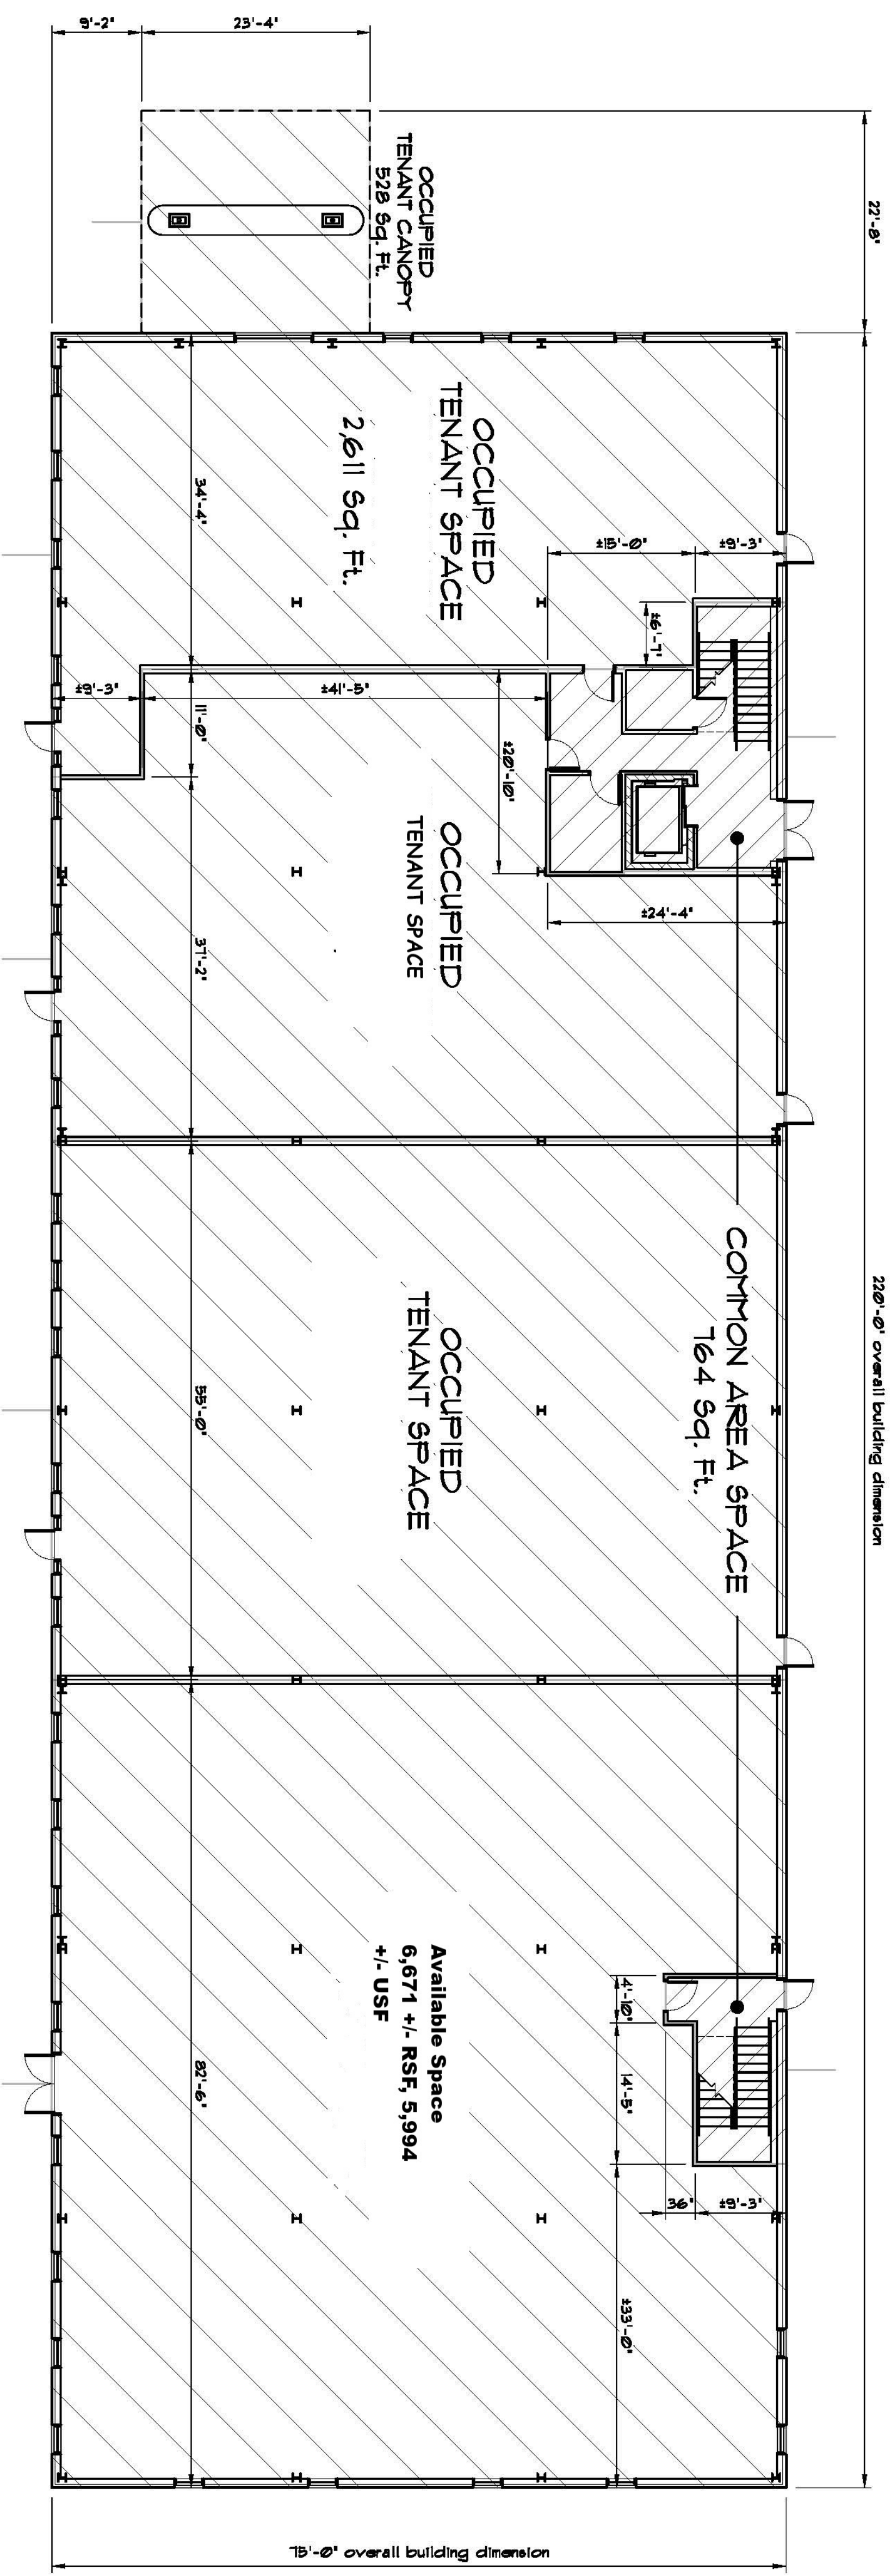 9'-2"
23'-4"
22'-8"
OCCUPIED
TENANT CANOPY
528 Sq. Ft.
220'-0" overall building dimension
OCCUPIED
TENANT SPACE
2,611 Sq. Ft.
34'-4"
±15'-0"
±9'-3"
±6'-7"
±9'-3"
11'-0"
±41'-5"
±20'-10"
±24'-4"
OCCUPIED
TENANT SPACE
37'-2"
COMMON AREA SPACE
764 Sq. Ft.
OCCUPIED
TENANT SPACE
55'-0"
Available Space
6,671 +/- RSF, 5,994
+/- USF
82'-6"
4'-10"
14'-5"
36"
±9'-3"
±33'-0"
75'-0" overall building dimension